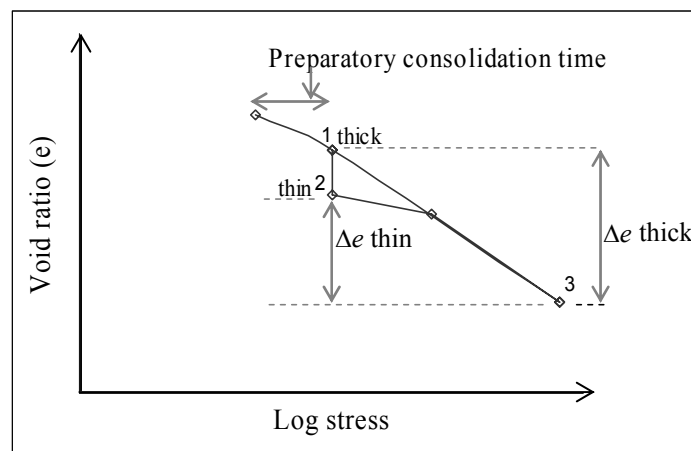 Preparatory consolidation time
1 thick
thin 2
Δe thin
Δe thick
3
Void ratio (e)
Log stress